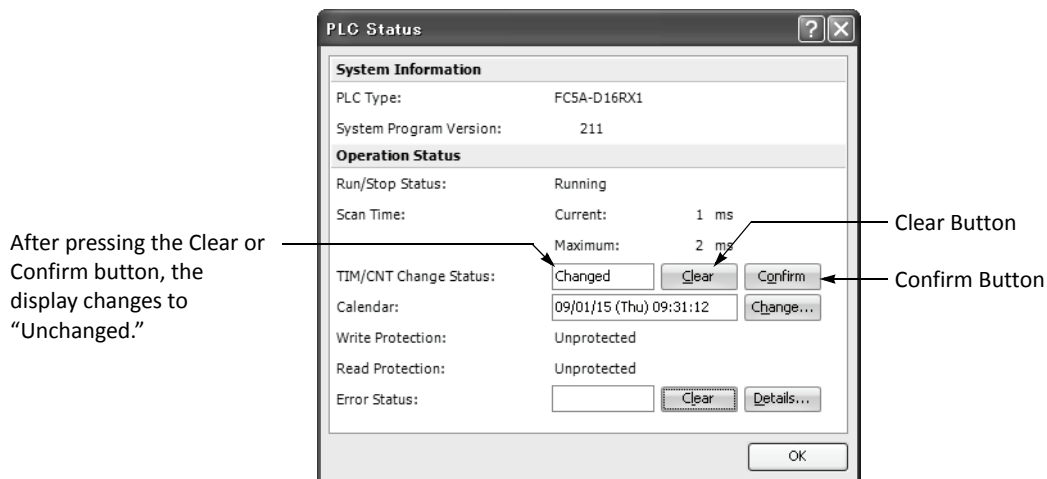 PLC Status
System Information
PLC Type: FC5A-D16RX1
System Program Version: 211
Operation Status
Run/Stop Status: Running
Scan Time: Current: 1 ms
Maximum: 2 ms
TIM/CNT Change Status: Changed Clear Confirm
Calendar: 09/01/15 (Thu) 09:31:12 Change...
Write Protection: Unprotected
Read Protection: Unprotected
Error Status: Clear Details...
OK
After pressing the Clear or
Confirm button, the
display changes to
“Unchanged.”
Clear Button
Confirm Button